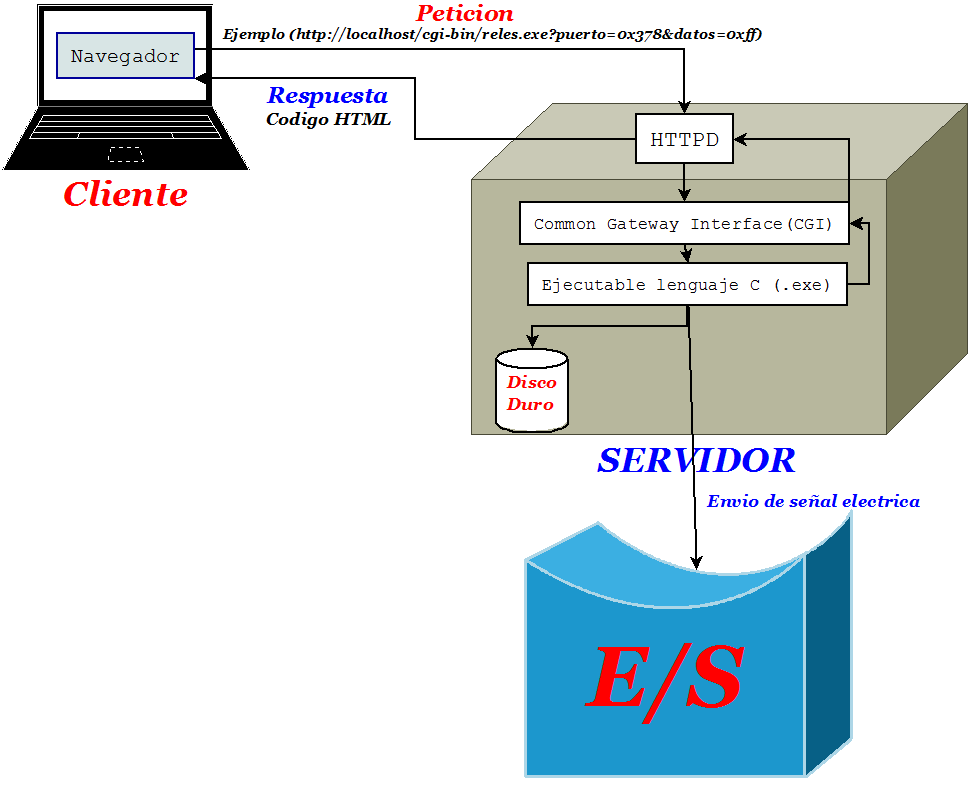 Peticion
Ejemplo (http://localhost/cgi-bin/reles.exe?puerto=0x378&datos=0xff)
Navegador
Respuesta
Codigo HTML
Cliente
HTTPD
Common Gateway Interface(CGI)
Ejecutable lenguaje C (.exe)
Disco
Duro
SERVIDOR
Envio de señal electrica
E/S